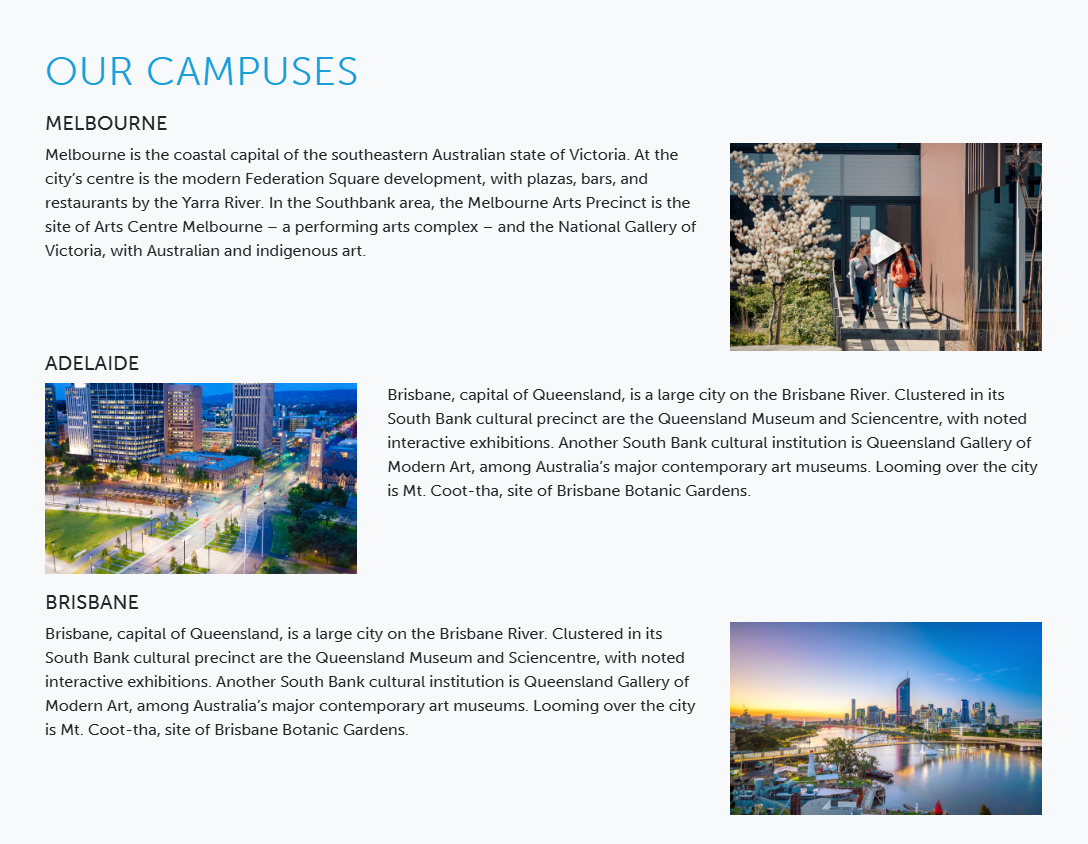 OUR CAMPUSES
MELBOURNE
Melbourne is the coastal capital of the southeastern Australian state of Victoria. At the
city’s centre is the modern Federation Square development, with plazas, bars, and
restaurants by the Yarra River. In the Southbank area, the Melbourne Arts Precinct is the
site of Arts Centre Melbourne – a performing arts complex – and the National Gallery of
Victoria, with Australian and indigenous art.
ADELAIDE
Brisbane, capital of Queensland, is a large city on the Brisbane River. Clustered in its
South Bank cultural precinct are the Queensland Museum and Sciencentre, with noted
interactive exhibitions. Another South Bank cultural institution is Queensland Gallery of
Modern Art, among Australia’s major contemporary art museums. Looming over the city
is Mt. Coot-tha, site of Brisbane Botanic Gardens.
BRISBANE
Brisbane, capital of Queensland, is a large city on the Brisbane River. Clustered in its
South Bank cultural precinct are the Queensland Museum and Sciencentre, with noted
interactive exhibitions. Another South Bank cultural institution is Queensland Gallery of
Modern Art, among Australia’s major contemporary art museums. Looming over the city
is Mt. Coot-tha, site of Brisbane Botanic Gardens.